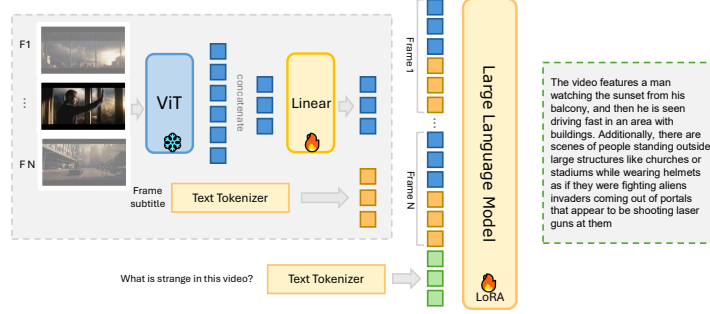 F1
⋮
F N
ViT
concatenate
Linear
Frame
subtitle
Text Tokenizer
Frame 1
...
Frame N
Large Language Model
LoRA
What is strange in this video?
Text Tokenizer
The video features a man
watching the sunset from his
balcony, and then he is seen
driving fast in an area with
buildings. Additionally, there are
scenes of people standing outside
large structures like churches or
stadiums while wearing helmets
as if they were fighting aliens
invaders coming out of portals
that appear to be shooting laser
guns at them